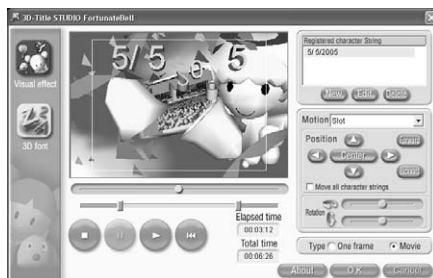 3D-Title STUDIO FortunateBell
Visual effect
3D font
5/ 5 5
Registered character String
5/ 5/2005
New Edit Delete
Motion Slot
Position
Center
Move all character strings
Rotation
Elapsed time
00:03:12
Total time
00:06:26
Type One frame Movie
About O K Cancel